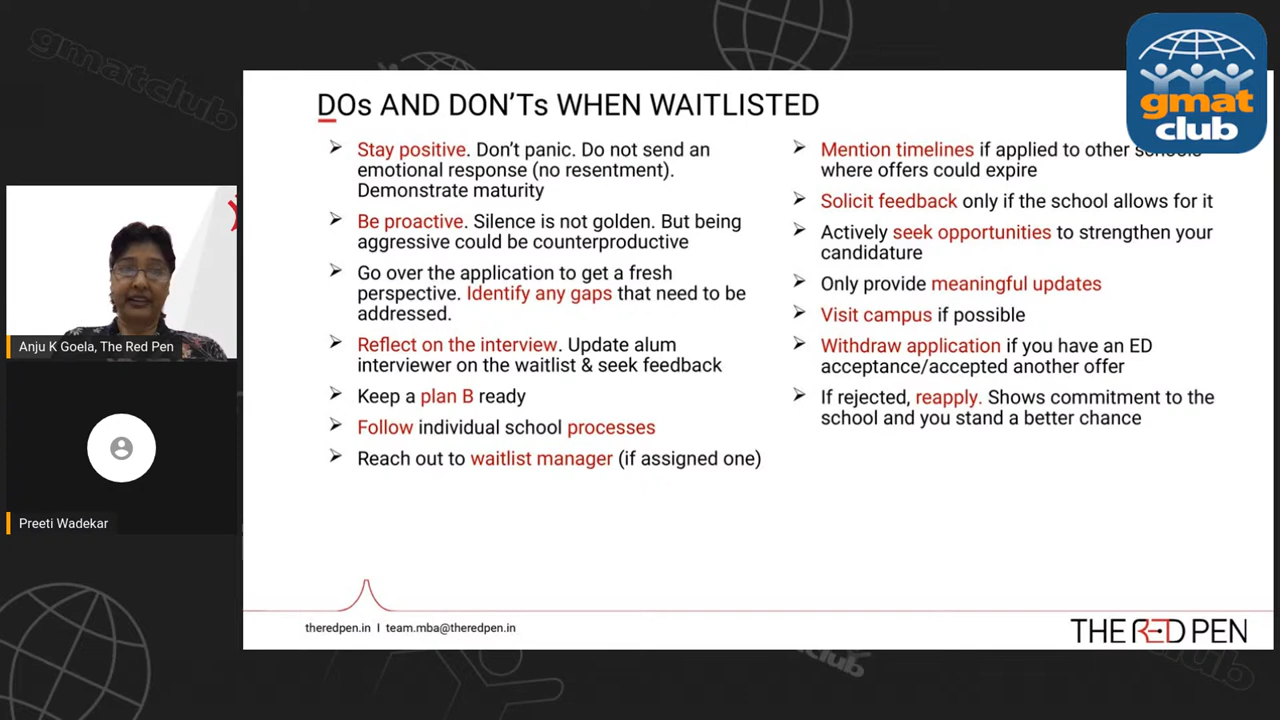 gmatclub
gmat
club
DOs AND DON'Ts WHEN WAITLISTED
Stay positive. Don't panic. Do not send an
emotional response (no resentment).
Demonstrate maturity
Be proactive. Silence is not golden. But being
aggressive could be counterproductive
Go over the application to get a fresh
perspective. Identify any gaps that need to be
addressed.
Reflect on the interview. Update alum
interviewer on the waitlist & seek feedback
Keep a plan B ready
Follow individual school processes
Reach out to waitlist manager (if assigned one)
Mention timelines if applied to other schools
where offers could expire
Solicit feedback only if the school allows for it
Actively seek opportunities to strengthen your
candidature
Only provide meaningful updates
Visit campus if possible
Withdraw application if you have an ED
acceptance/accepted another offer
If rejected, reapply. Shows commitment to the
school and you stand a better chance
Anju K Goela, The Red Pen
Preeti Wadekar
theredpen.in I team.mba@theredpen.in
THE RED PEN
club